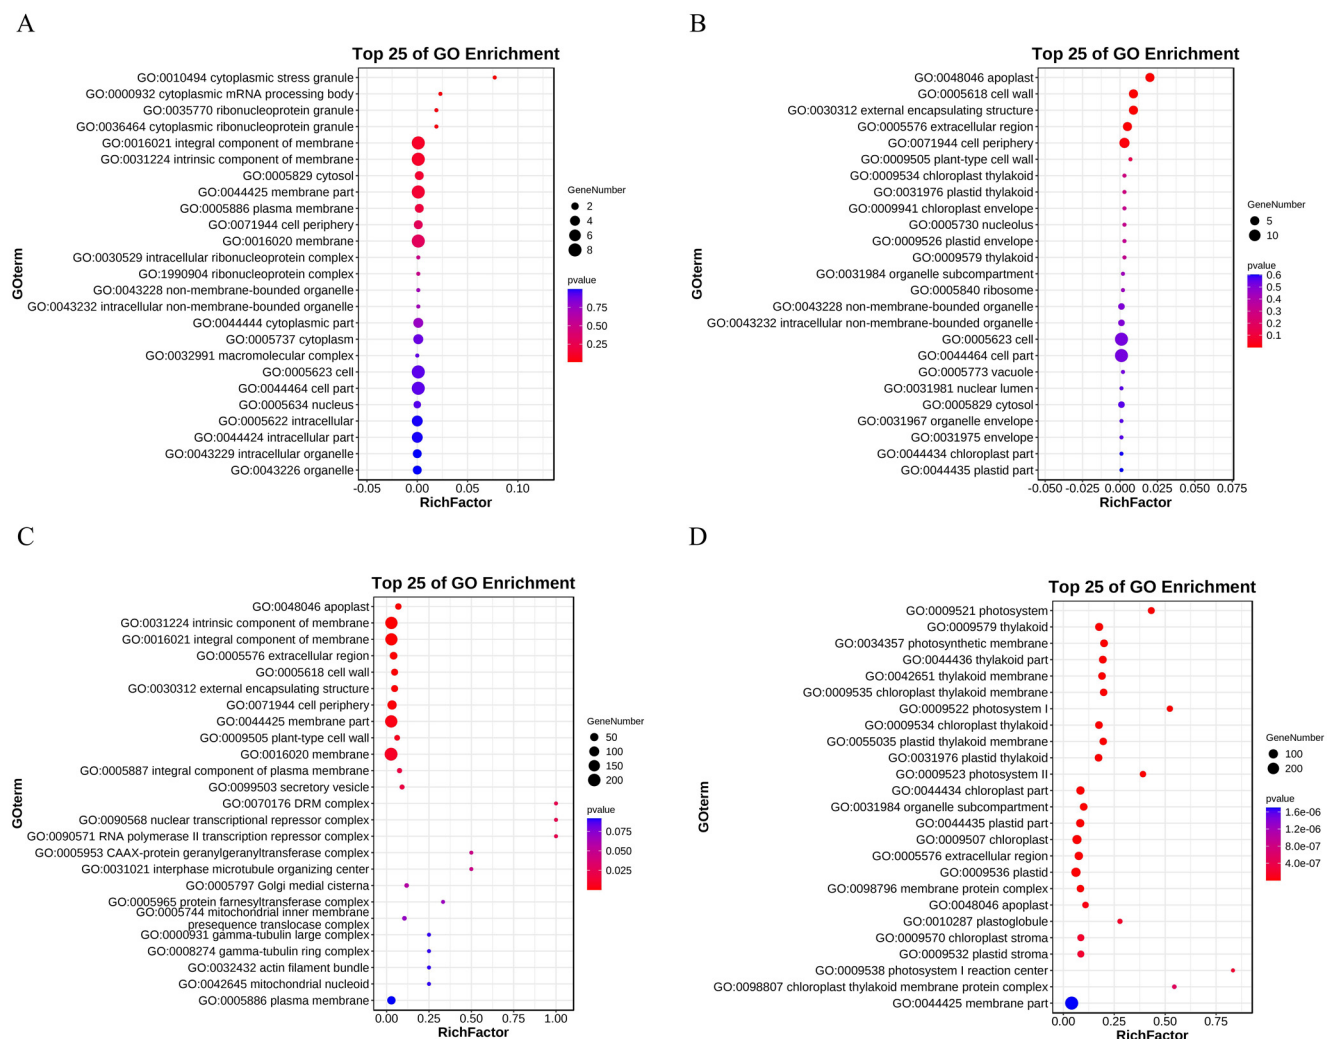 A
Top 25 of GO Enrichment
GO:0010494 cytoplasmic stress granule
GO:0000932 cytoplasmic mRNA processing body
GO:0035770 ribonucleoprotein granule
GO:0036464 cytoplasmic ribonucleoprotein granule
GO:0016021 integral component of membrane
GO:0031224 intrinsic component of membrane
GO:0005829 cytosol
GO:0044425 membrane part
GO:0005886 plasma membrane
GO:0071944 cell periphery
GO:0016020 membrane
GO:0030529 intracellular ribonucleoprotein complex
GO:1990904 ribonucleoprotein complex
GO:0043228 non-membrane-bounded organelle
GO:0043232 intracellular non-membrane-bounded organelle
GO:0044444 cytoplasmic part
GO:0005737 cytoplasm
GO:0032991 macromolecular complex
GO:0005623 cell
GO:0044464 cell part
GO:0005634 nucleus
GO:0005622 intracellular
GO:0044424 intracellular part
GO:0043229 intracellular organelle
GO:0043226 organelle
-0.05 0.00 0.05 0.10
RichFactor
GOterm
GeneNumber
2
4
6
8
pvalue
0.75
0.50
0.25
B
Top 25 of GO Enrichment
GO:0048046 apoplast
GO:0005618 cell wall
GO:0030312 external encapsulating structure
GO:0005576 extracellular region
GO:0071944 cell periphery
GO:0009505 plant-type cell wall
GO:0009534 chloroplast thylakoid
GO:0031976 plastid thylakoid
GO:0009941 chloroplast envelope
GO:0005730 nucleolus
GO:0009526 plastid envelope
GO:0009579 thylakoid
GO:0031984 organelle subcompartment
GO:0005840 ribosome
GO:0043228 non-membrane-bounded organelle
GO:0043232 intracellular non-membrane-bounded organelle
GO:0005623 cell
GO:0044464 cell part
GO:0005773 vacuole
GO:0031981 nuclear lumen
GO:0005829 cytosol
GO:0031967 organelle envelope
GO:0031975 envelope
GO:0044434 chloroplast part
GO:0044435 plastid part
-0.050 -0.025 0.000 0.025 0.050 0.075
RichFactor
GOterm
GeneNumber
5
10
pvalue
0.6
0.5
0.4
0.3
0.2
0.1
C
Top 25 of GO Enrichment
GO:0048046 apoplast
GO:0031224 intrinsic component of membrane
GO:0016021 integral component of membrane
GO:0005576 extracellular region
GO:0005618 cell wall
GO:0030312 external encapsulating structure
GO:0071944 cell periphery
GO:0044425 membrane part
GO:0009505 plant-type cell wall
GO:0016020 membrane
GO:0005887 integral component of plasma membrane
GO:0099503 secretory vesicle
GO:0070176 DRM complex
GO:0090568 nuclear transcriptional repressor complex
GO:0090571 RNA polymerase II transcription repressor complex
GO:0005953 CAAX-protein geranylgeranyltransferase complex
GO:0031021 interphase microtubule organizing center
GO:0005797 Golgi medial cisterna
GO:0005965 protein farnesyltransferase complex
GO:0005744 mitochondrial inner membrane
presequence translocase complex
GO:0000931 gamma-tubulin large complex
GO:0008274 gamma-tubulin ring complex
GO:0032432 actin filament bundle
GO:0042645 mitochondrial nucleoid
GO:0005886 plasma membrane
0.00 0.25 0.50 0.75 1.00
RichFactor
GOterm
GeneNumber
50
100
150
200
pvalue
0.075
0.050
0.025
D
Top 25 of GO Enrichment
GO:0009521 photosystem
GO:0009579 thylakoid
GO:0034357 photosynthetic membrane
GO:0044436 thylakoid part
GO:0042651 thylakoid membrane
GO:0009535 chloroplast thylakoid membrane
GO:0009522 photosystem I
GO:0009534 chloroplast thylakoid
GO:0055035 plastid thylakoid membrane
GO:0031976 plastid thylakoid
GO:0009523 photosystem II
GO:0044434 chloroplast part
GO:0031984 organelle subcompartment
GO:0044435 plastid part
GO:0009507 chloroplast
GO:0005576 extracellular region
GO:0009536 plastid
GO:0098796 membrane protein complex
GO:0048046 apoplast
GO:0010287 plastoglobule
GO:0009570 chloroplast stroma
GO:0009532 plastid stroma
GO:0009538 photosystem I reaction center
GO:0098807 chloroplast thylakoid membrane protein complex
GO:0044425 membrane part
0.00 0.25 0.50 0.75
RichFactor
GOterm
GeneNumber
100
200
pvalue
1.6e-06
1.2e-06
8.0e-07
4.0e-07